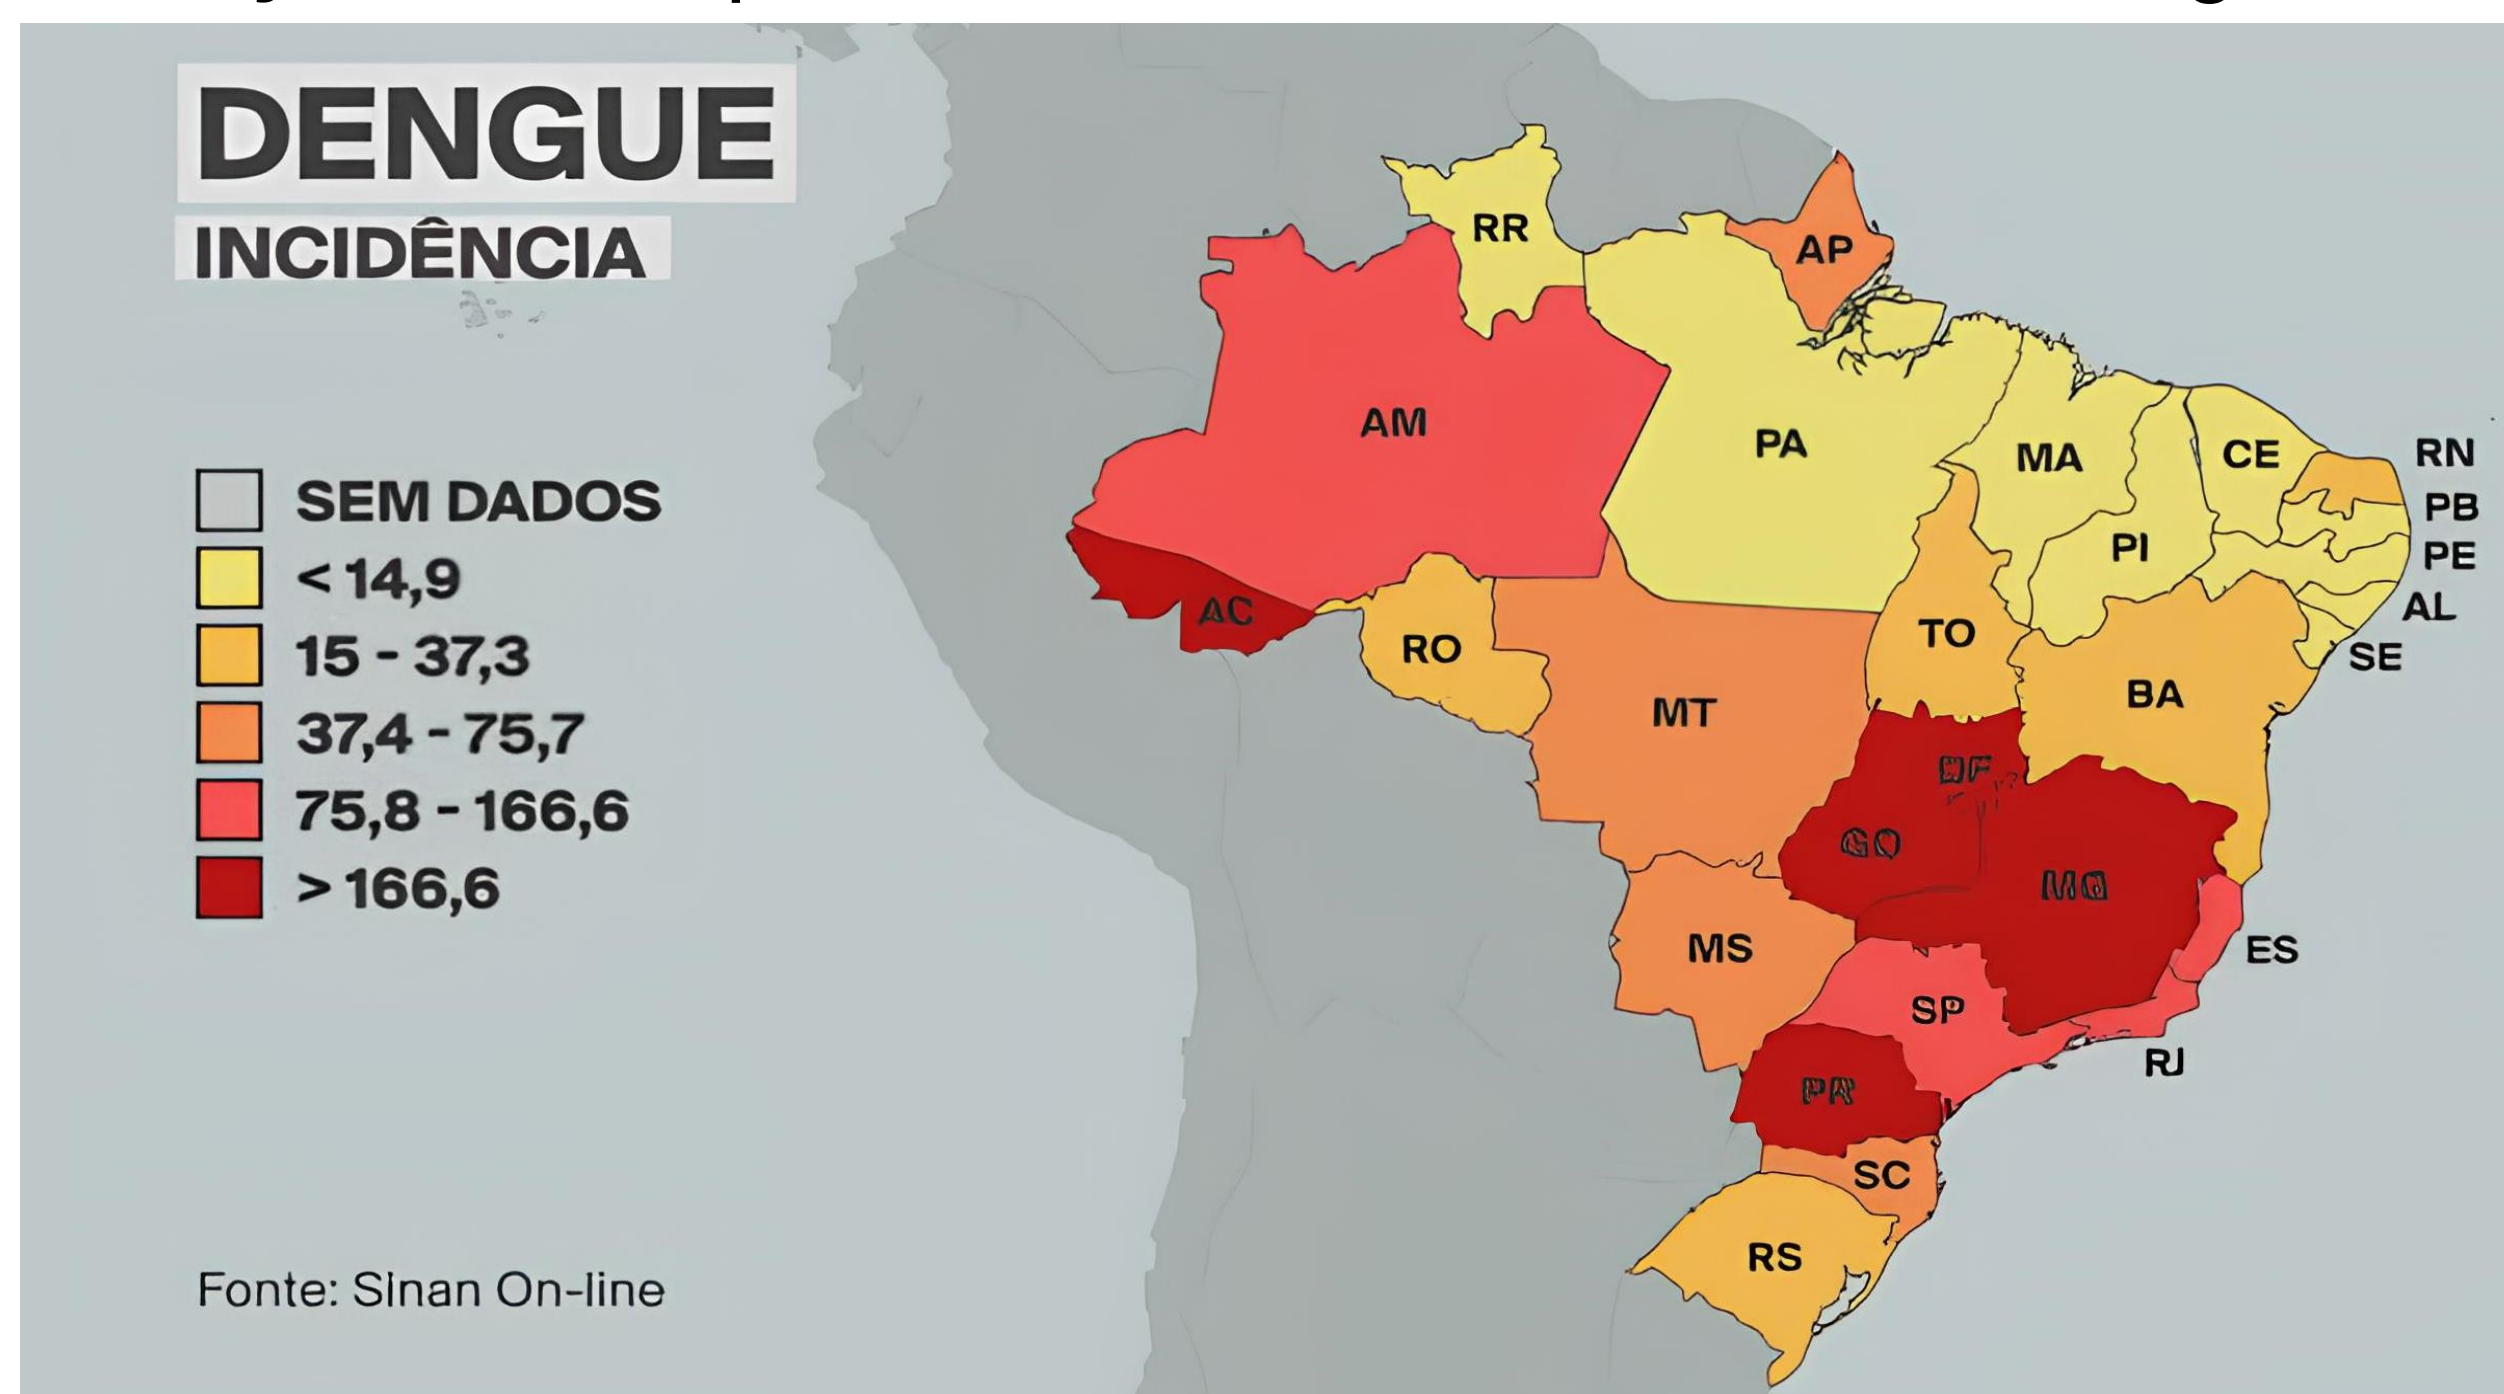 DENGUE
INCIDÊNCIA
SEM DADOS
< 14,9
15 - 37,3
37,4 - 75,7
75,8 - 166,6
> 166,6
Fonte: SInan On-line
RR
AP
AM
PA
MA
CE
RN
PB
PE
PI
AL
AC
TO
SE
RO
BA
MT
DF
GO
MG
MS
ES
SP
RJ
PR
SC
RS